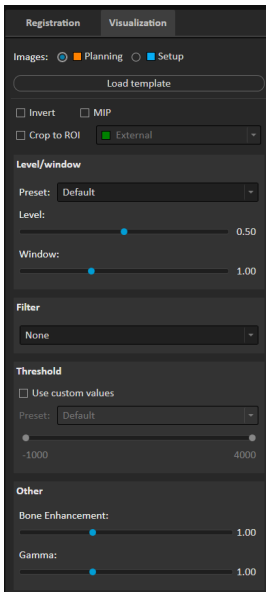 Registration Visualization
Images: Planning Setup
Load template
Invert MIP
Crop to ROI External
Level/window
Preset: Default
Level:
0.50
Window:
1.00
Filter
None
Threshold
Use custom values
Preset: Default
-1000 4000
Other
Bone Enhancement:
1.00
Gamma:
1.00